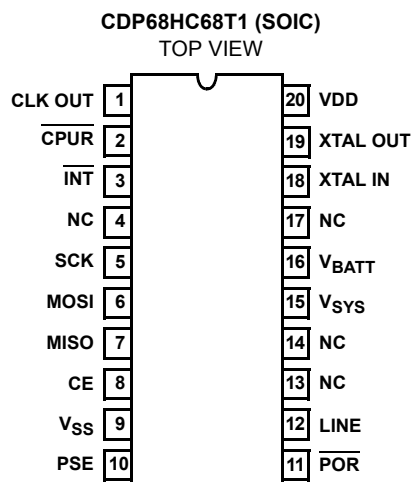 CDP68HC68T1 (SOIC)
TOP VIEW
CLK OUT 1 20 VDD
CPUR 2 19 XTAL OUT
INT 3 18 XTAL IN
NC 4 17 NC
SCK 5 16 VBATT
MOSI 6 15 VSYS
MISO 7 14 NC
CE 8 13 NC
VSS 9 12 LINE
PSE 10 11 POR